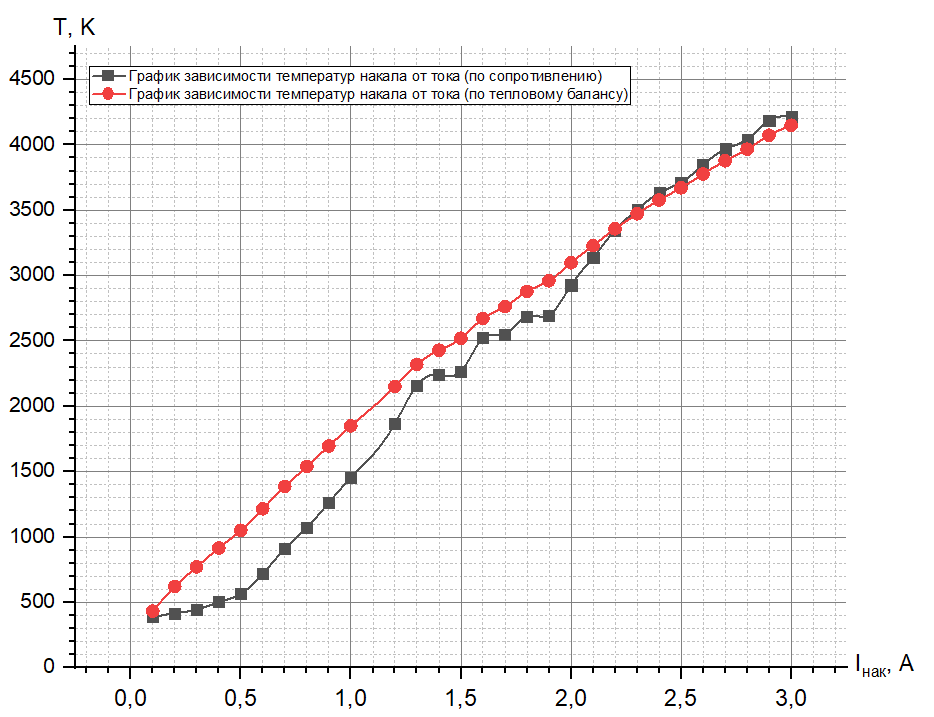 T, K
4500
График зависимости температур накала от тока (по сопротивлению)
График зависимости температур накала от тока (по тепловому балансу)
4000
3500
3000
2500
2000
1500
1000
500
0
Iнак, А
0,0 0,5 1,0 1,5 2,0 2,5 3,0